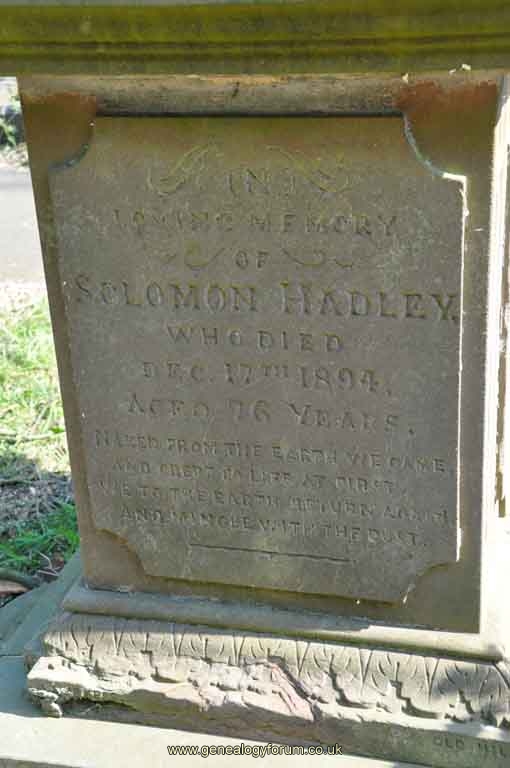 IN
LOVING MEMORY
OF
SOLOMON HADLEY,
WHO DIED
DEC. 17TH 1894,
AGED 76 YEARS.
NAKED FROM THE EARTH WE CAME
AND CREPT TO LIFE AT FIRST,
WE TO THE EARTH RETURN AGAIN
AND MINGLE WITH THE DUST.
OLD HIL
www.genealogyforum.co.uk